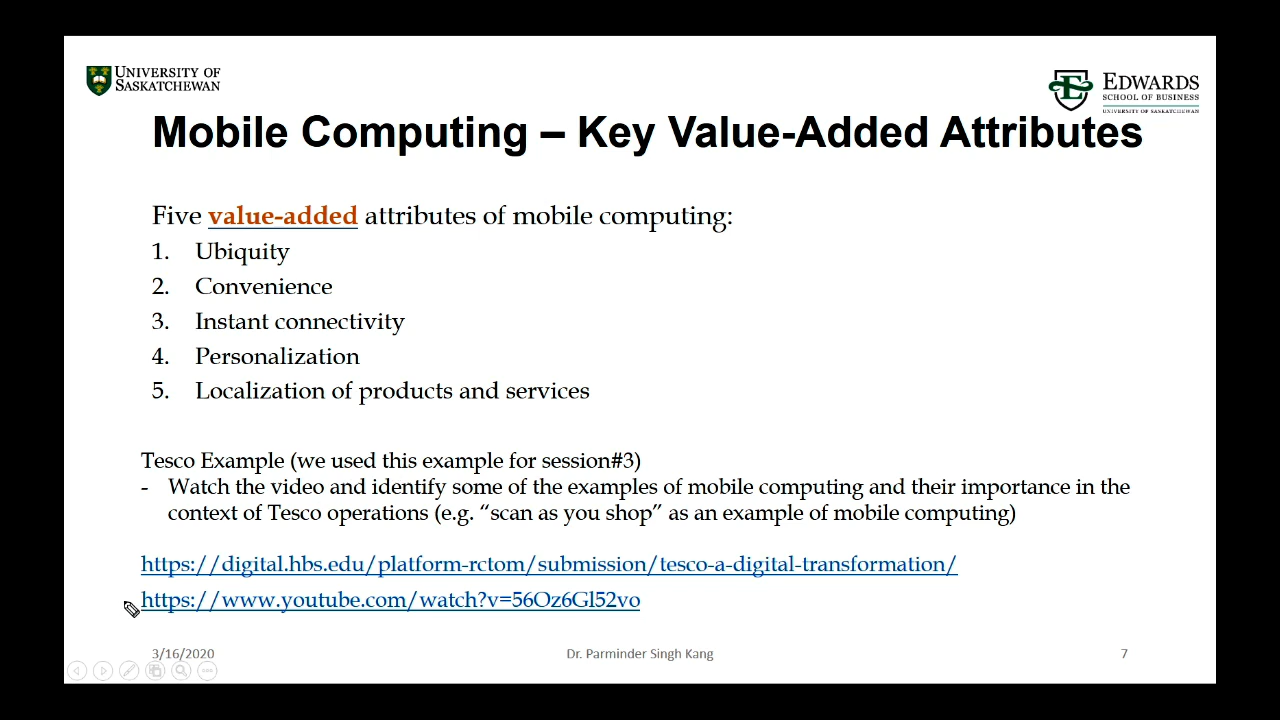 UNIVERSITY OF
SASKATCHEWAN
EDWARDS
SCHOOL OF BUSINESS
UNIVERSITY OF SASKATCHEWAN
Mobile Computing – Key Value-Added Attributes
Five value-added attributes of mobile computing:
1. Ubiquity
2. Convenience
3. Instant connectivity
4. Personalization
5. Localization of products and services
Tesco Example (we used this example for session#3)
- Watch the video and identify some of the examples of mobile computing and their importance in the
context of Tesco operations (e.g. “scan as you shop” as an example of mobile computing)
https://digital.hbs.edu/platform-rctom/submission/tesco-a-digital-transformation/
https://www.youtube.com/watch?v=56Oz6Gl52vo
3/16/2020
Dr. Parminder Singh Kang
7